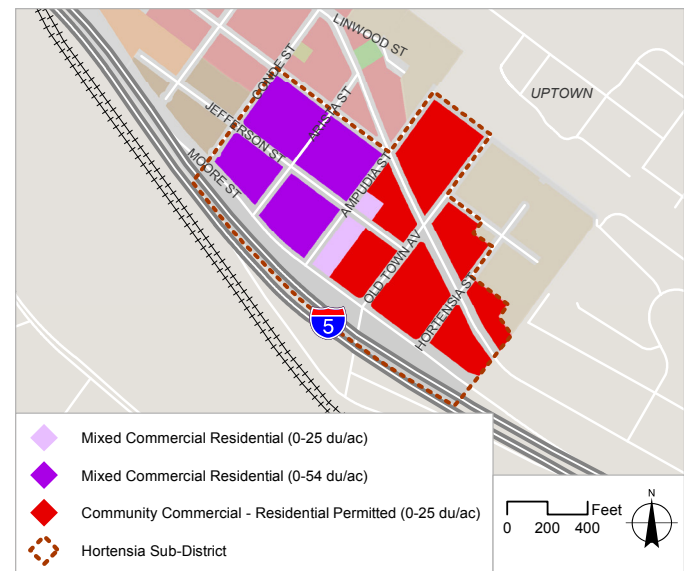 LINWOOD ST
CONDE ST
UPTOWN
ARISTA ST
JEFFERSON ST
MOORE ST
AMPUDIA ST
OLD TOWN AV
HORTENSIA ST
5
Mixed Commercial Residential (0-25 du/ac)
Mixed Commercial Residential (0-54 du/ac)
Community Commercial - Residential Permitted (0-25 du/ac)
Hortensia Sub-District
N
Feet
0 200 400